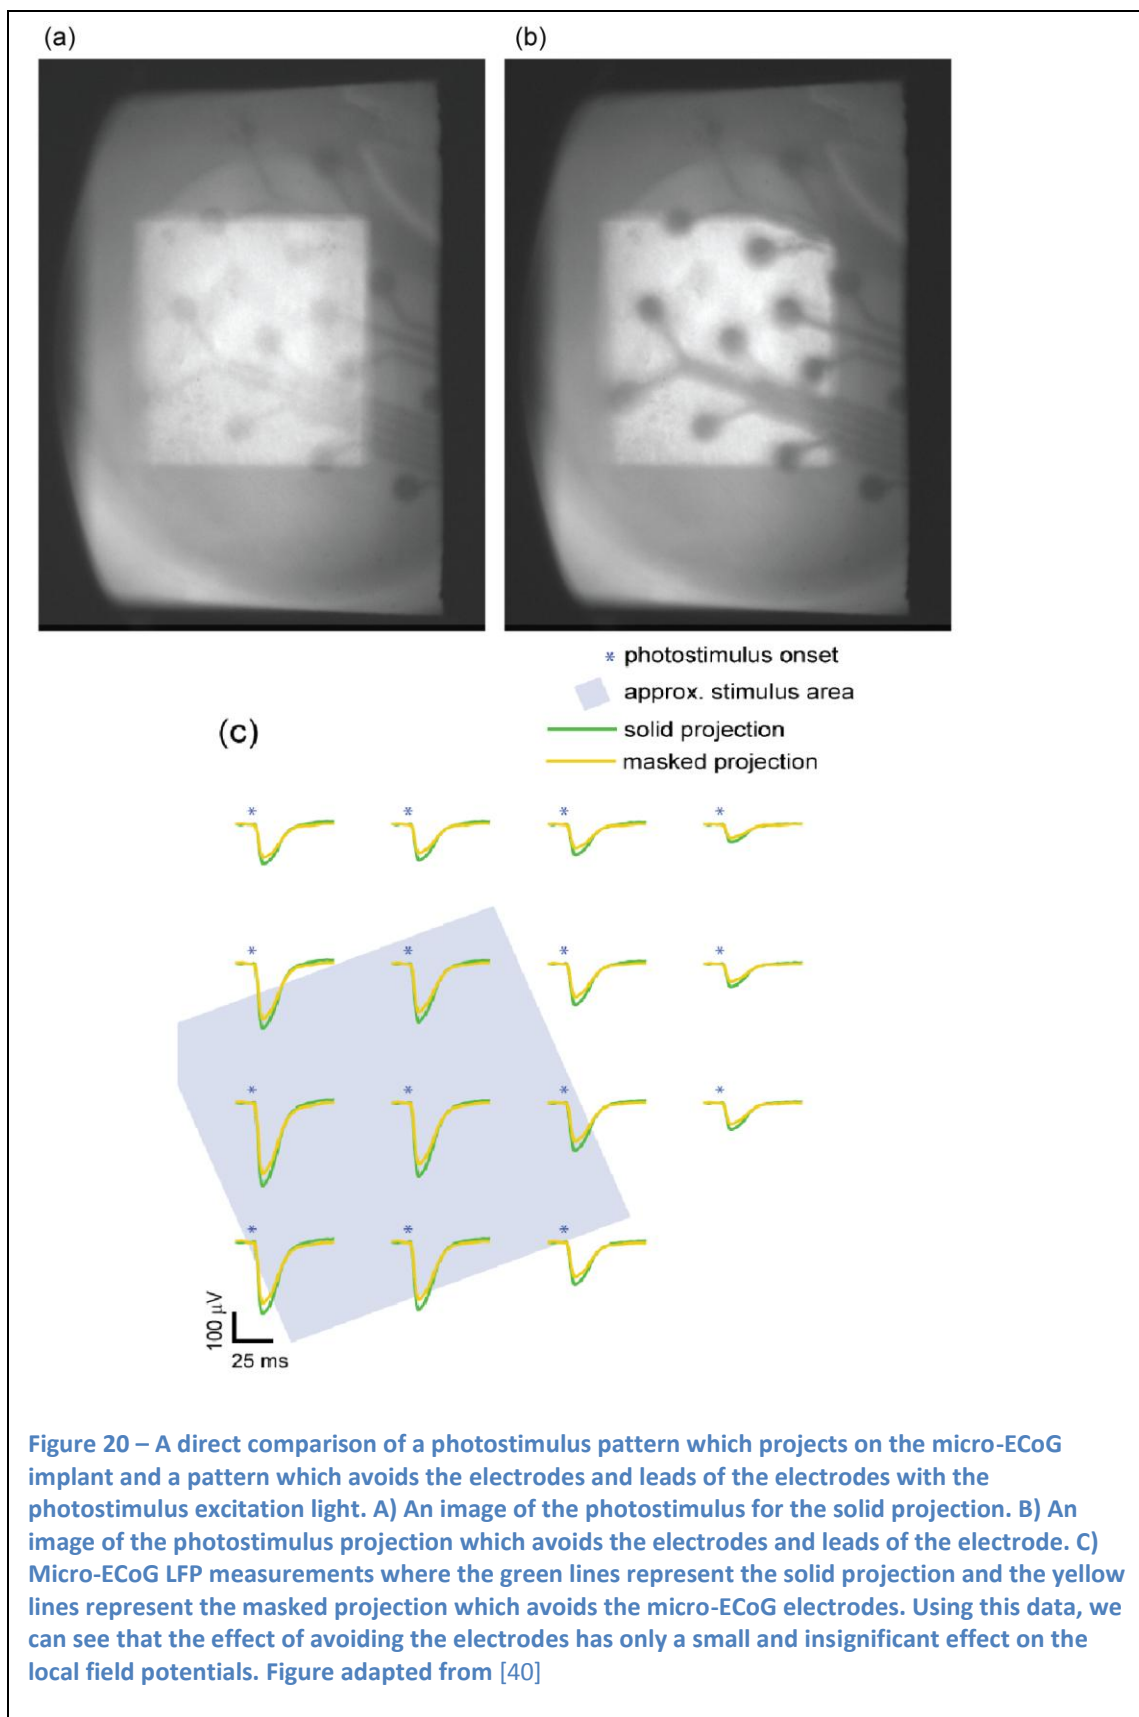 (a)
(b)
* photostimulus onset
approx. stimulus area
(c)
solid projection
masked projection
* * * *
* * * *
* * * *
* * *
100 µV
25 ms
Figure 20 – A direct comparison of a photostimulus pattern which projects on the micro-ECoG
implant and a pattern which avoids the electrodes and leads of the electrodes with the
photostimulus excitation light. A) An image of the photostimulus for the solid projection. B) An
image of the photostimulus projection which avoids the electrodes and leads of the electrode. C)
Micro-ECoG LFP measurements where the green lines represent the solid projection and the yellow
lines represent the masked projection which avoids the micro-ECoG electrodes. Using this data, we
can see that the effect of avoiding the electrodes has only a small and insignificant effect on the
local field potentials. Figure adapted from [40]